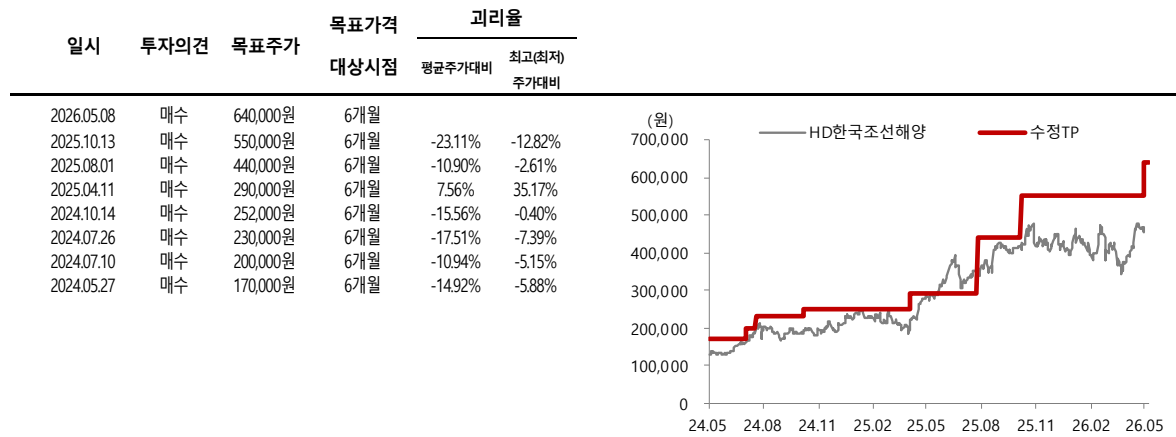 일시 투자의견 목표주가 목표가격 대상시점 괴리율
평균주가대비 최고(최저) 주가대비
2026.05.08 매수 640,000원 6개월
2025.10.13 매수 550,000원 6개월 -23.11% -12.82%
2025.08.01 매수 440,000원 6개월 -10.90% -2.61%
2025.04.11 매수 290,000원 6개월 7.56% 35.17%
2024.10.14 매수 252,000원 6개월 -15.56% -0.40%
2024.07.26 매수 230,000원 6개월 -17.51% -7.39%
2024.07.10 매수 200,000원 6개월 -10.94% -5.15%
2024.05.27 매수 170,000원 6개월 -14.92% -5.88%
(원)
HD한국조선해양 수정TP
700,000
600,000
500,000
400,000
300,000
200,000
100,000
0
24.05 24.08 24.11 25.02 25.05 25.08 25.11 26.02 26.05